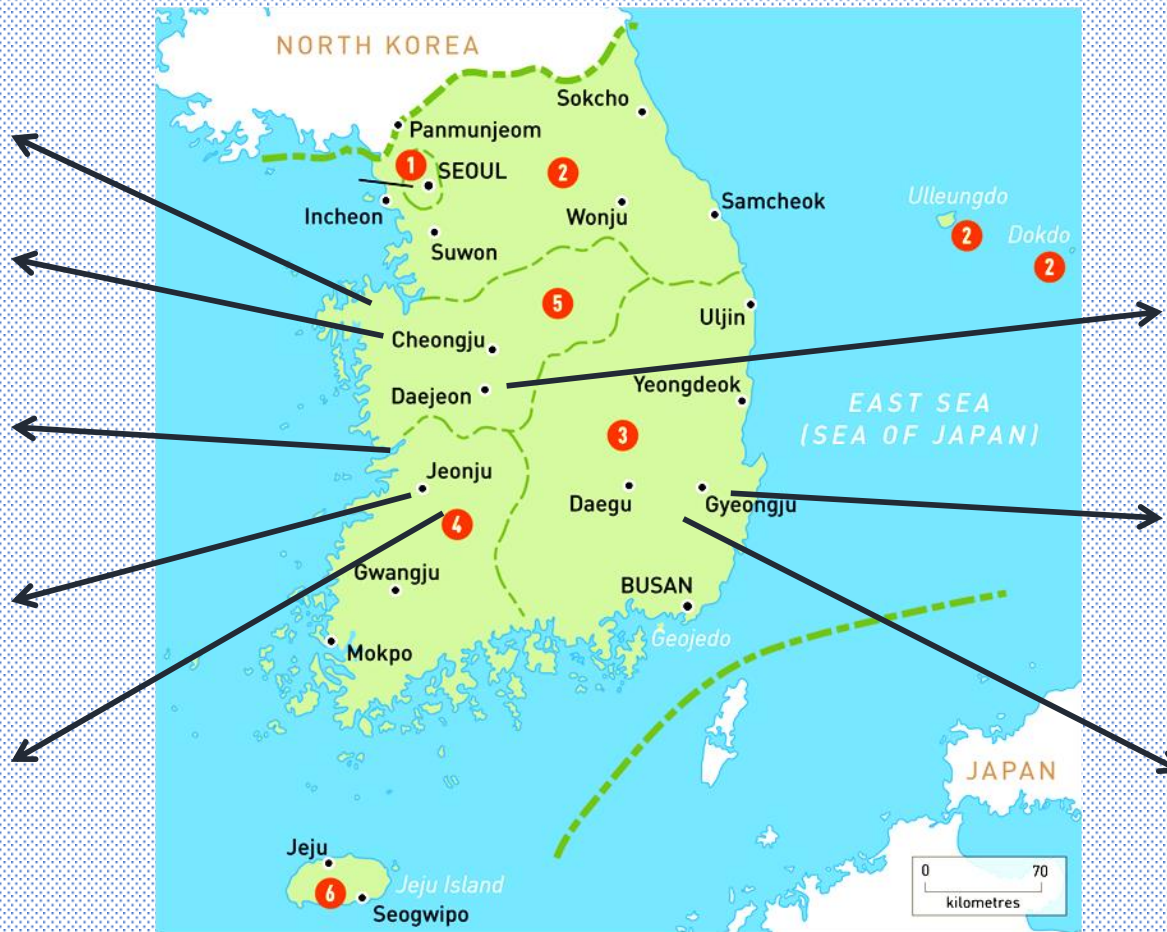 NORTH KOREA
Sokcho
Panmunjeom
1
SEOUL
2
Incheon
Wonju
Samcheok
Suwon
Ulleungdo
2
Dokdo
2
5
Uljin
Cheongju
Daejeon
Yeongdeok
EAST SEA
(SEA OF JAPAN)
3
Jeonju
4
Daegu
Gyeongju
Gwangju
BUSAN
Geojedo
Mokpo
JAPAN
Jeju
6
Jeju Island
Seogwipo
0 70
kilometres